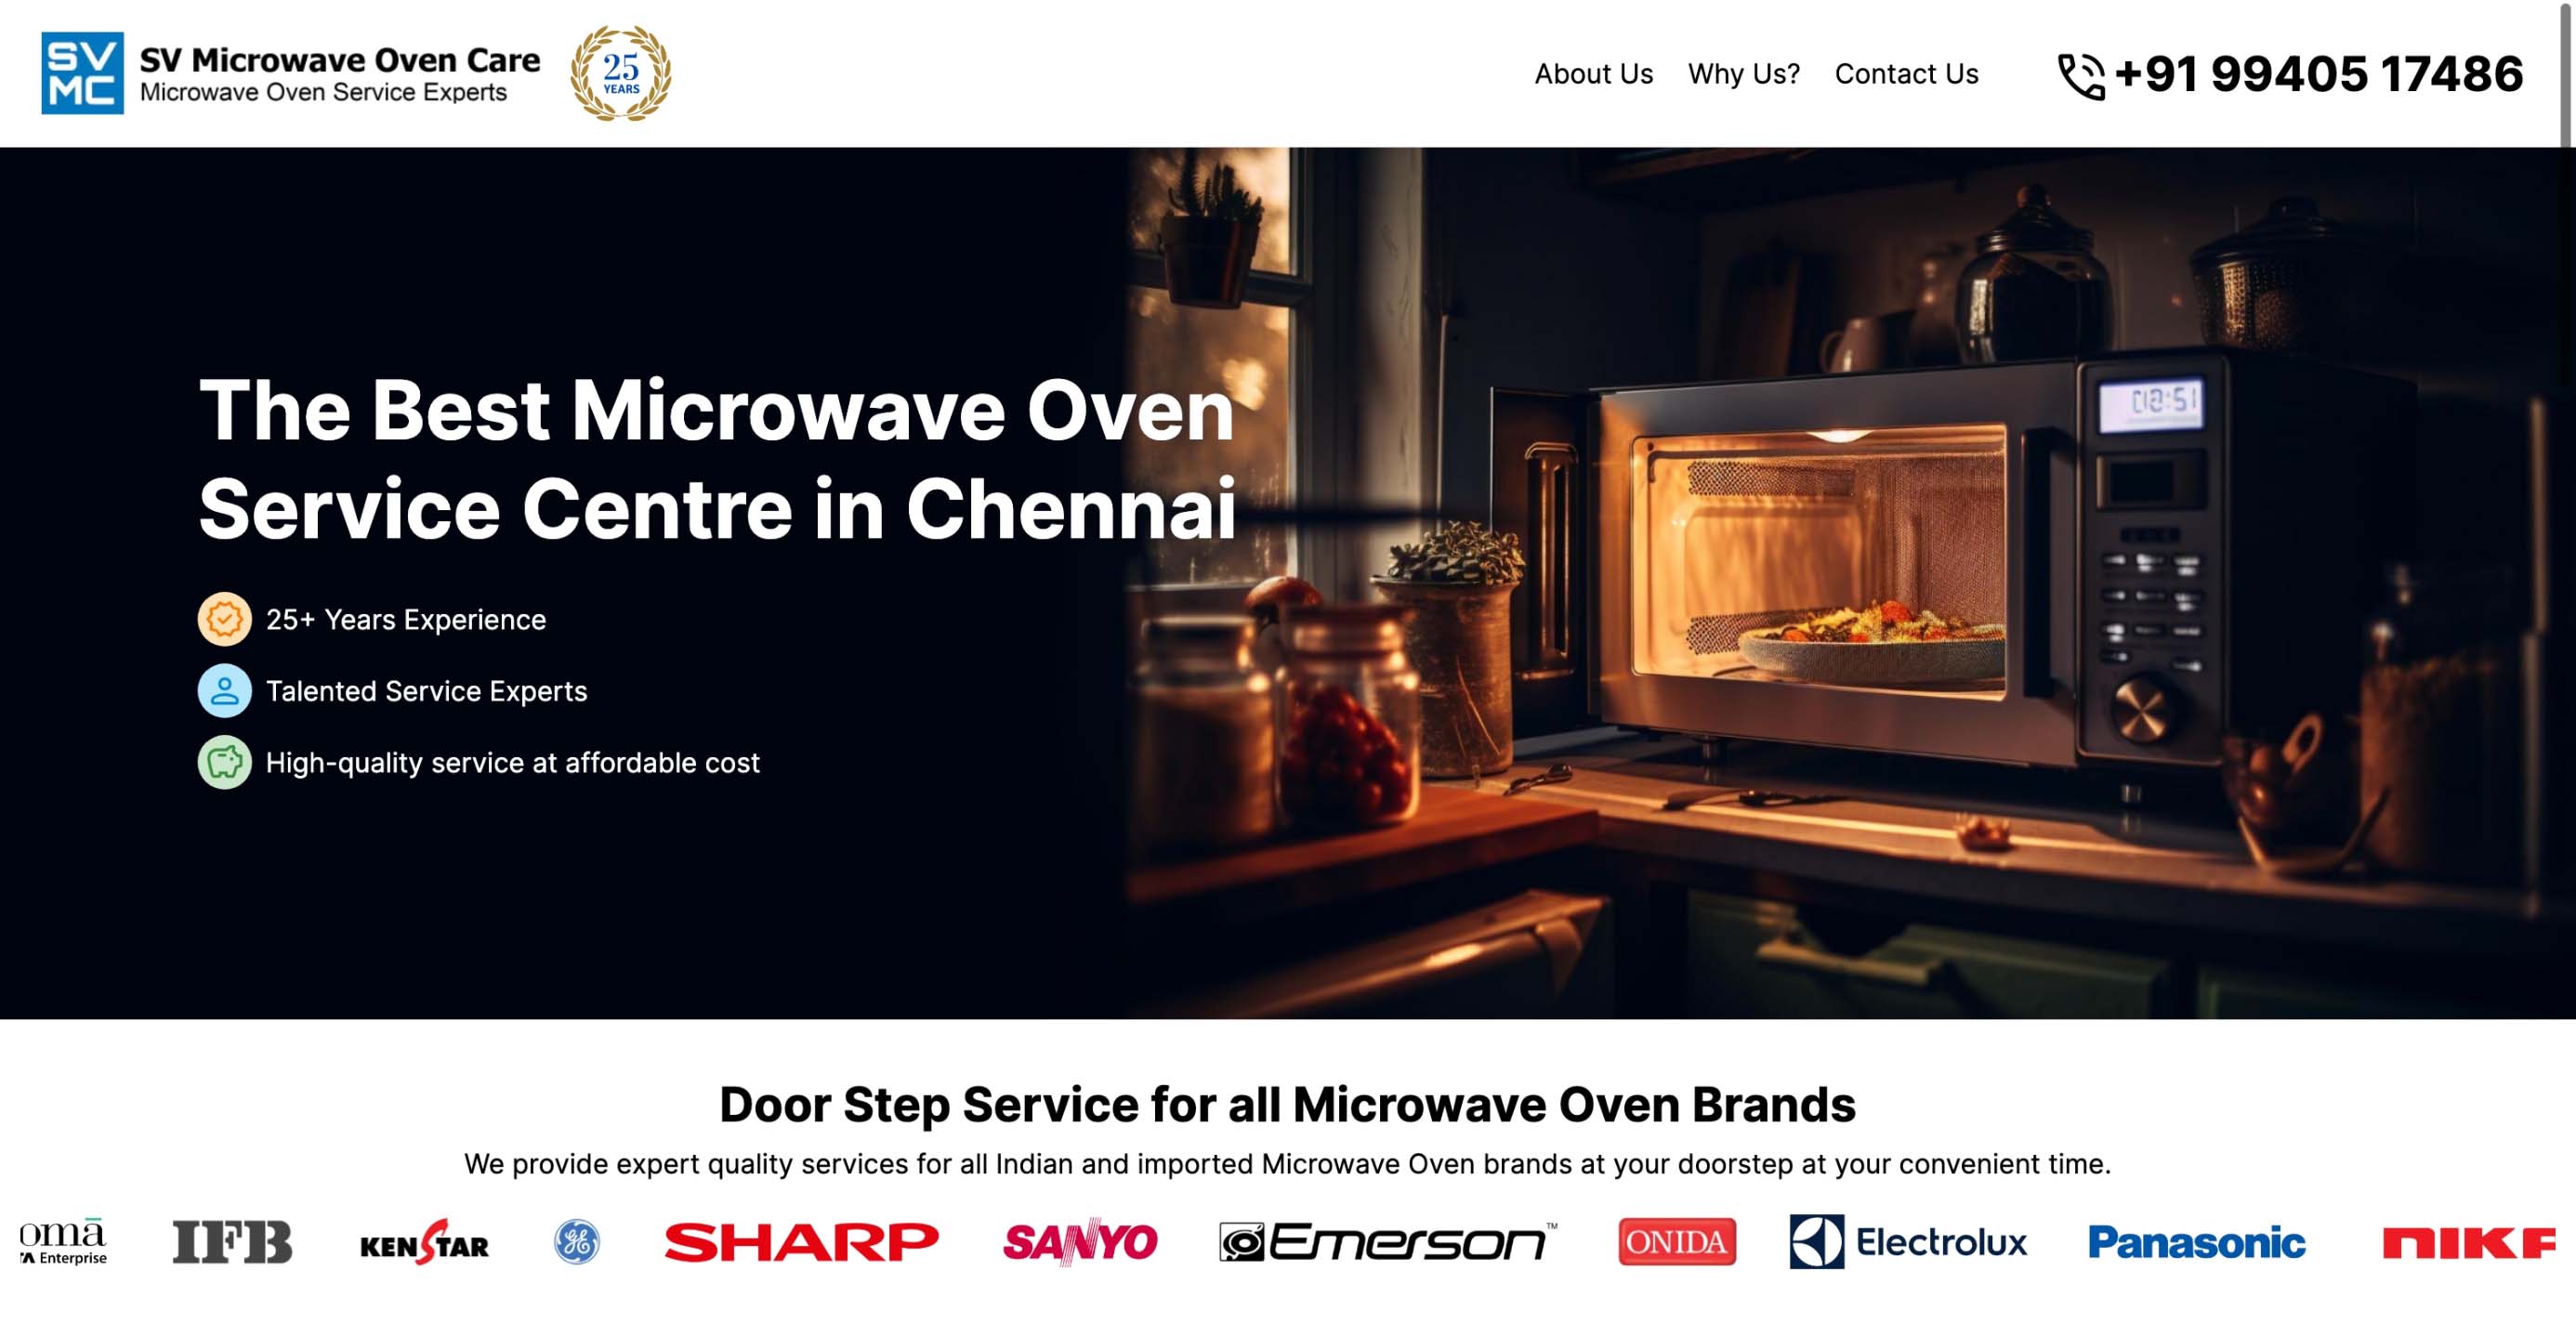 SV
MC
SV Microwave Oven Care
Microwave Oven Service Experts
25
YEARS
About Us
Why Us?
Contact Us
+91 99405 17486
The Best Microwave Oven
Service Centre in Chennai
25+ Years Experience
Talented Service Experts
High-quality service at affordable cost
Door Step Service for all Microwave Oven Brands
We provide expert quality services for all Indian and imported Microwave Oven brands at your doorstep at your convenient time.
omā
TA Enterprise
IFB
KENSTAR
GE
SHARP
SANYO
Emerson™
ONIDA
Electrolux
Panasonic